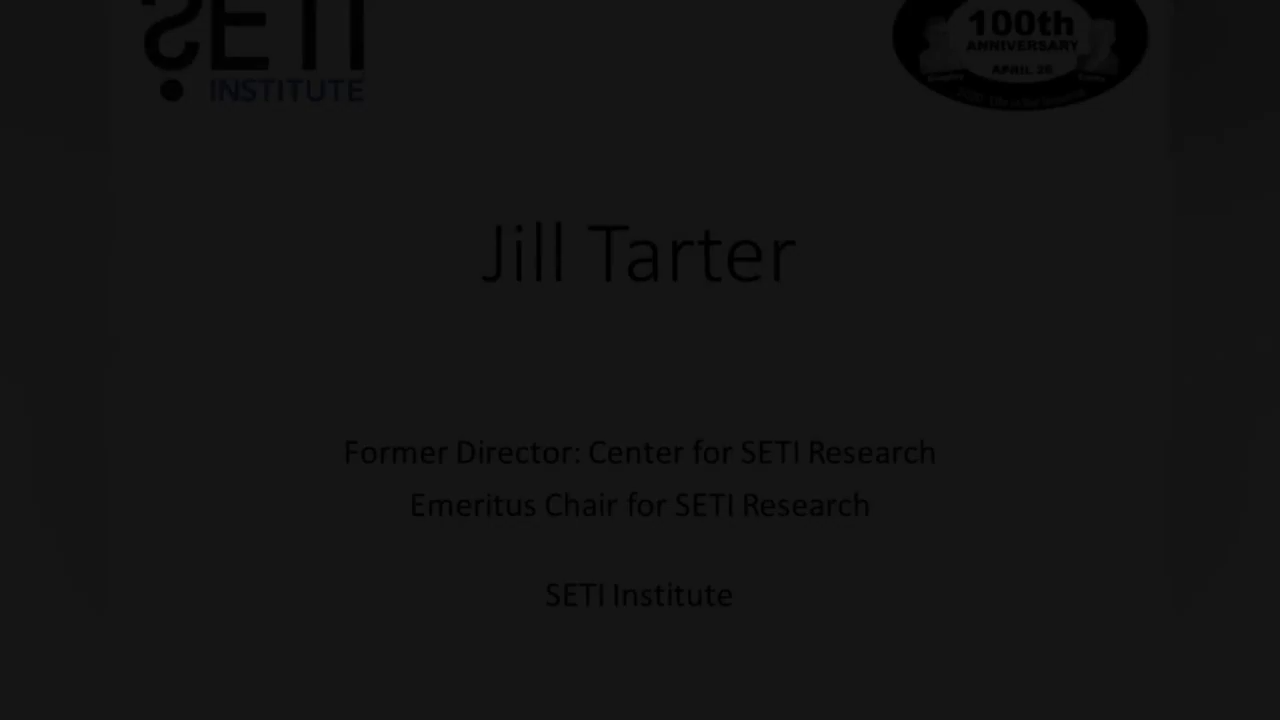 SETI
INSTITUTE
100th
ANNIVERSARY
APRIL 26
Jill Tarter
Former Director: Center for SETI Research
Emeritus Chair for SETI Research
SETI Institute